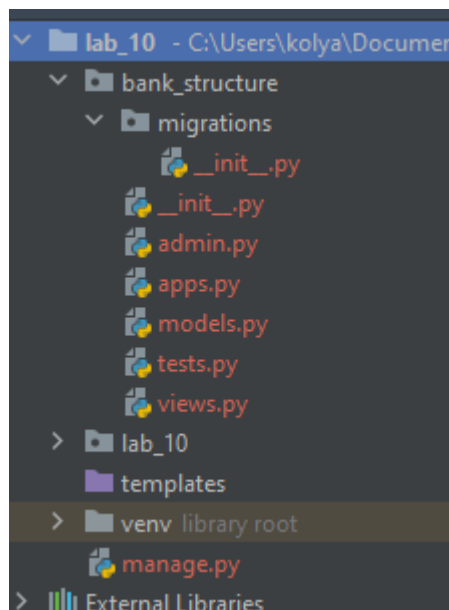 lab_10 - C:\Users\kolya\Documen
bank_structure
migrations
__init__.py
__init__.py
admin.py
apps.py
models.py
tests.py
views.py
lab_10
templates
venv library root
manage.py
External Libraries